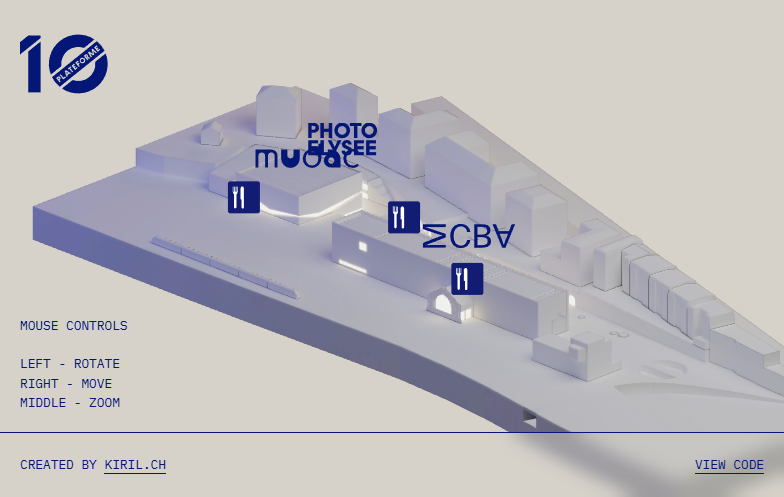 10
PLATEFORME
PHOTO
ELYSEE
mudac
MCBA
MOUSE CONTROLS
LEFT - ROTATE
RIGHT - MOVE
MIDDLE - ZOOM
CREATED BY KIRIL.CH
VIEW CODE